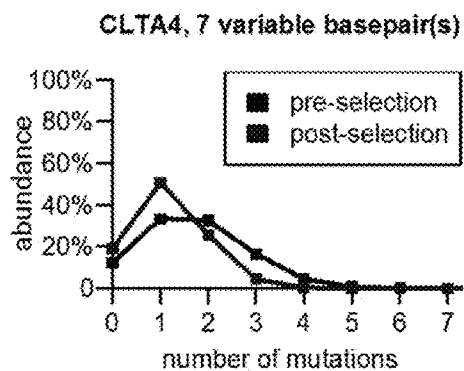 CLTA4, 7 variable basepair(s)
100%
80%
60%
40%
20%
0
abundance
pre-selection
post-selection
0 1 2 3 4 5 6 7
number of mutations